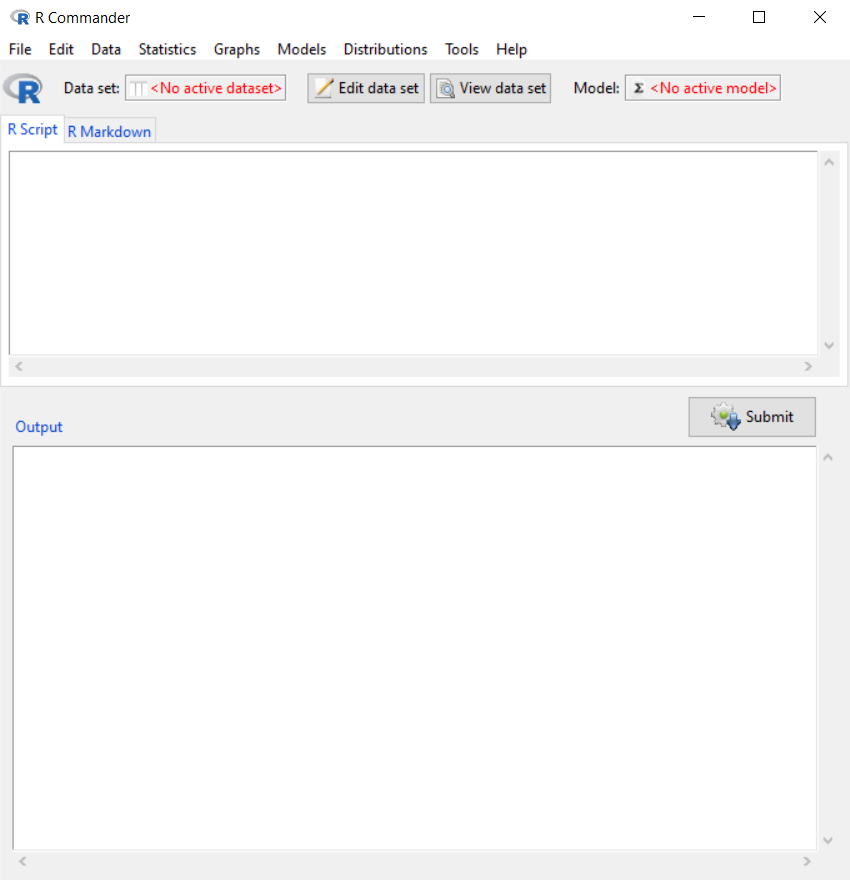 R Commander
File Edit Data Statistics Graphs Models Distributions Tools Help
R Data set: <No active dataset> Edit data set View data set Model: Σ <No active model>
R Script R Markdown
Submit
Output